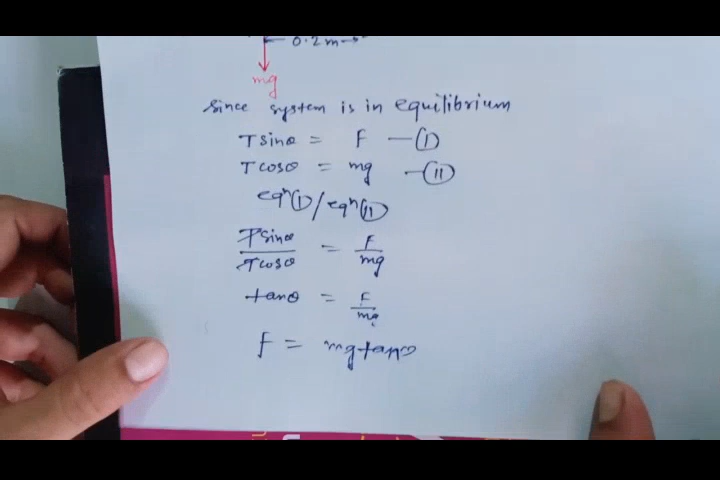 0.2m
mg
Since system is in equilibrium
Tsinθ = F —(I)
Tcosθ = mg —(II)
eqⁿ(I)/eqⁿ(II)
Tsinθ/Tcosθ = F/mg
tanθ = F/mg
F = mgtanθ